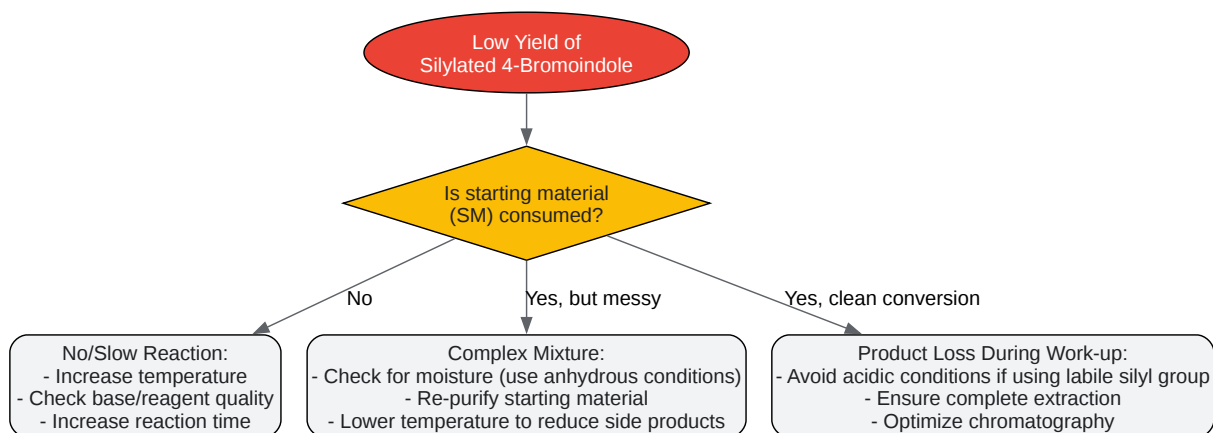 Low Yield of
Silylated 4-Bromoindole
Is starting material
(SM) consumed?
No
Yes, but messy
Yes, clean conversion
No/Slow Reaction:
- Increase temperature
- Check base/reagent quality
- Increase reaction time
Complex Mixture:
- Check for moisture (use anhydrous conditions)
- Re-purify starting material
- Lower temperature to reduce side products
Product Loss During Work-up:
- Avoid acidic conditions if using labile silyl group
- Ensure complete extraction
- Optimize chromatography